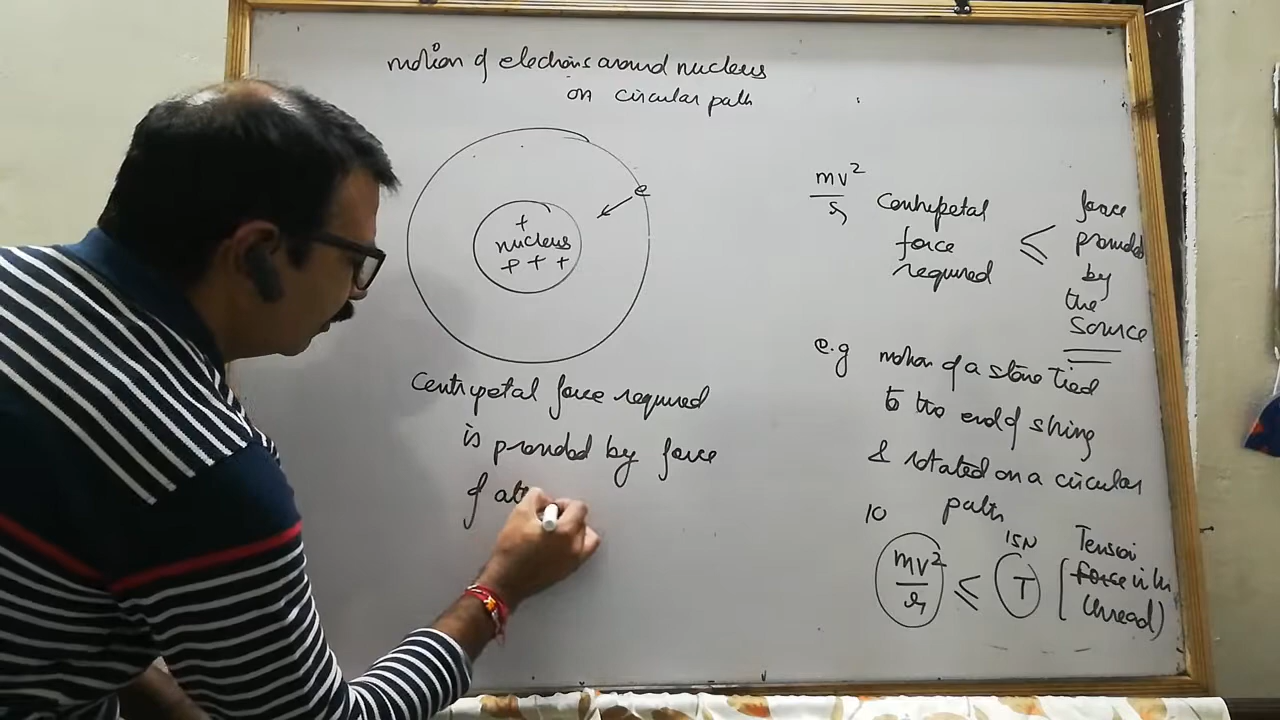 motion of electrons around nucleus
on circular path
e
+
nucleus
+ + +
Centripetal force required
is provided by force
of att
mv²/r Centripetal force required ≤ force provided by the source
e.g motion of a stone tied
to the end of string
& rotated on a circular
path
10 15N
mv²/r ≤ T [Tension
force in the
thread)